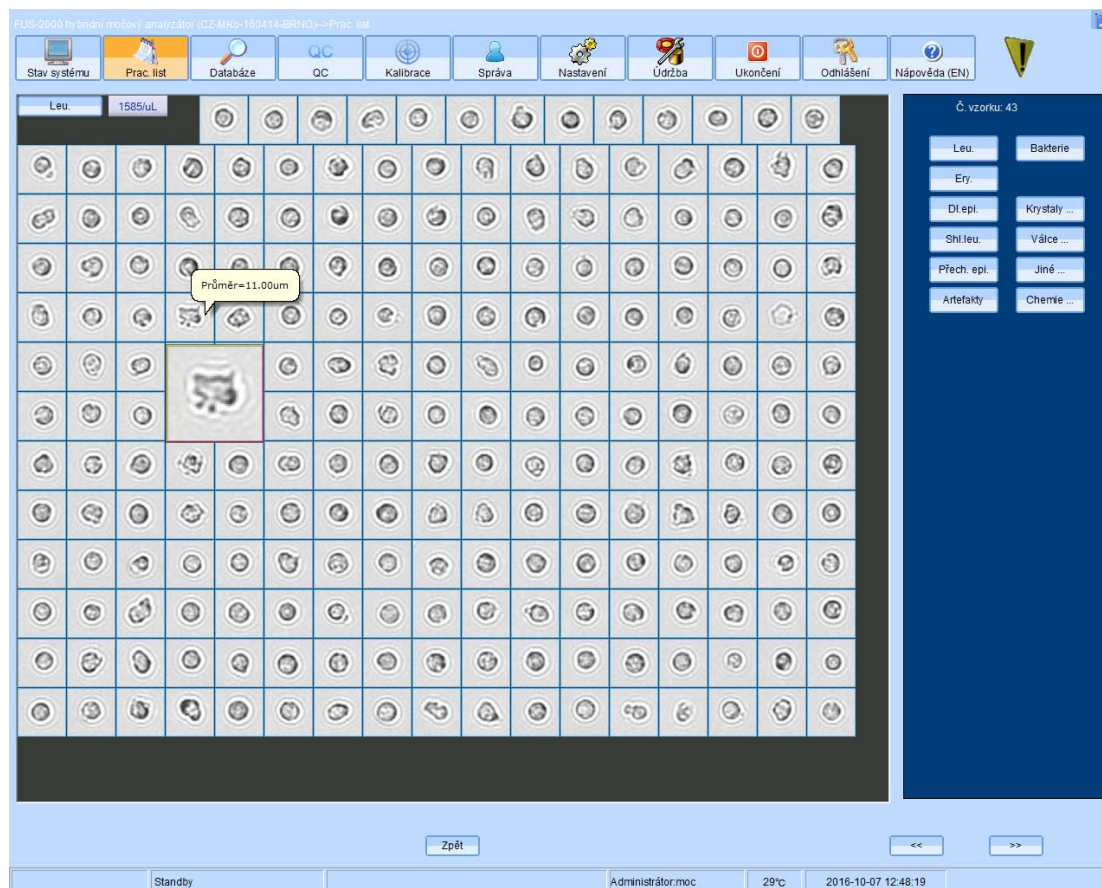 FUS-2000 hybridní močový analyzátor (CZ-MKb-160414-BRNO)-->Prac. list
Stav systému
Prac. list
Databáze
QC
QC
Kalibrace
Správa
Nastavení
Údržba
Ukončení
Odhlášení
Nápověda (EN)
Leu.
1585/uL
Č. vzorku: 43
Leu.
Bakterie
Ery.
Dl.epi.
Krystaly ...
Shl.leu.
Válce ...
Přech. epi.
Jiné ...
Artefakty
Chemie ...
Průměr=11.00um
Zpět
<<
>>
Standby
Administrátor:moc
29°C
2016-10-07 12:48:19